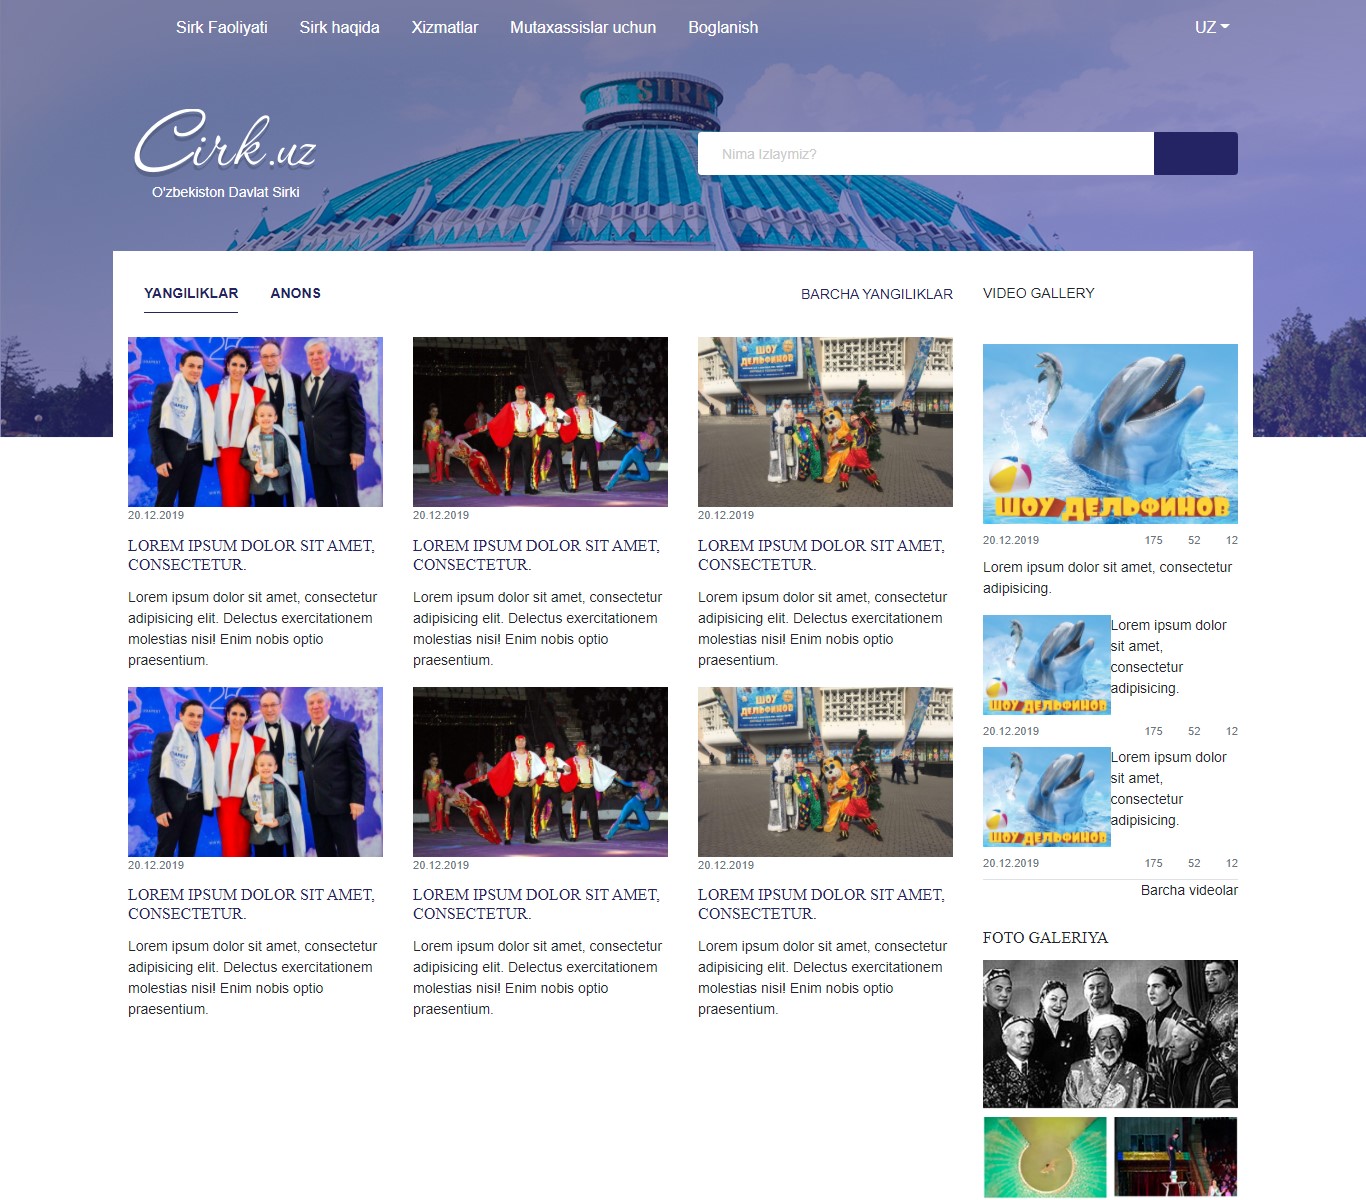 Sirk Faoliyati Sirk haqida Xizmatlar Mutaxassislar uchun Boglanish UZ
SIRK
Cirk.uz
O'zbekiston Davlat Sirki
Nima Izlaymiz?
YANGILIKLAR ANONS BARCHA YANGILIKLAR
20.12.2019
LOREM IPSUM DOLOR SIT AMET,
CONSECTETUR.
Lorem ipsum dolor sit amet, consectetur
adipisicing elit. Delectus exercitationem
molestias nisi! Enim nobis optio
praesentium.
20.12.2019
LOREM IPSUM DOLOR SIT AMET,
CONSECTETUR.
Lorem ipsum dolor sit amet, consectetur
adipisicing elit. Delectus exercitationem
molestias nisi! Enim nobis optio
praesentium.
ШОУ
ДЕЛЬФИНОВ
20.12.2019
LOREM IPSUM DOLOR SIT AMET,
CONSECTETUR.
Lorem ipsum dolor sit amet, consectetur
adipisicing elit. Delectus exercitationem
molestias nisi! Enim nobis optio
praesentium.
20.12.2019
LOREM IPSUM DOLOR SIT AMET,
CONSECTETUR.
Lorem ipsum dolor sit amet, consectetur
adipisicing elit. Delectus exercitationem
molestias nisi! Enim nobis optio
praesentium.
20.12.2019
LOREM IPSUM DOLOR SIT AMET,
CONSECTETUR.
Lorem ipsum dolor sit amet, consectetur
adipisicing elit. Delectus exercitationem
molestias nisi! Enim nobis optio
praesentium.
ШОУ
ДЕЛЬФИНОВ
20.12.2019
LOREM IPSUM DOLOR SIT AMET,
CONSECTETUR.
Lorem ipsum dolor sit amet, consectetur
adipisicing elit. Delectus exercitationem
molestias nisi! Enim nobis optio
praesentium.
VIDEO GALLERY
ШОУ ДЕЛЬФИНОВ
20.12.2019 175 52 12
Lorem ipsum dolor sit amet, consectetur
adipisicing.
ШОУ ДЕЛЬФИНОВ
Lorem ipsum dolor
sit amet,
consectetur
adipisicing.
20.12.2019 175 52 12
ШОУ ДЕЛЬФИНОВ
Lorem ipsum dolor
sit amet,
consectetur
adipisicing.
20.12.2019 175 52 12
Barcha videolar
FOTO GALERIYA